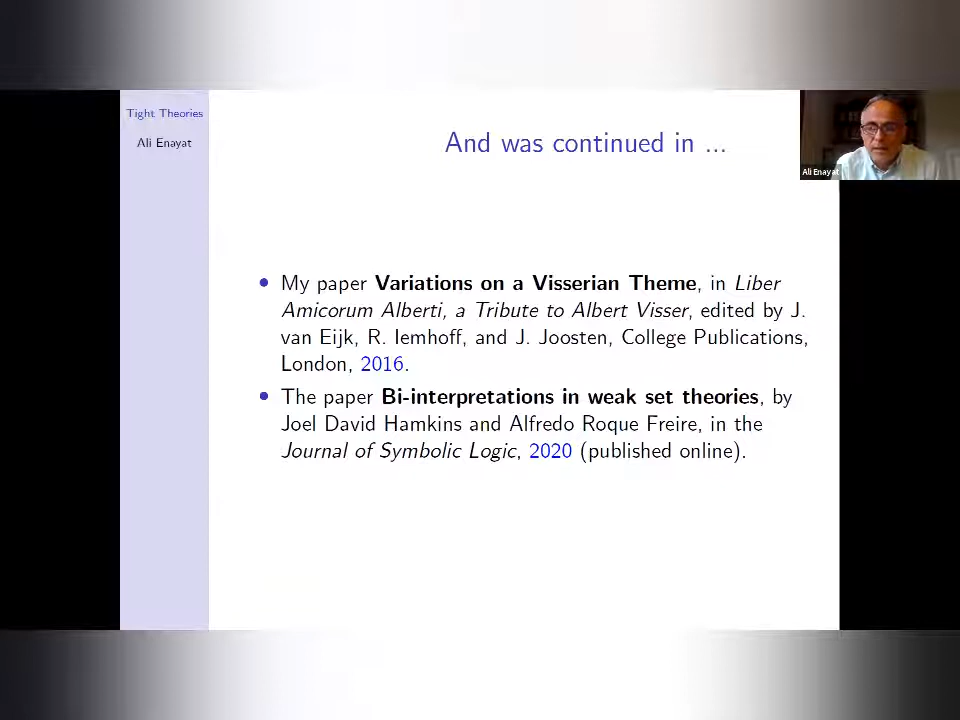 Tight Theories
Ali Enayat
And was continued in ...
Ali Enayat
• My paper Variations on a Visserian Theme, in Liber
Amicorum Alberti, a Tribute to Albert Visser, edited by J.
van Eijk, R. Iemhoff, and J. Joosten, College Publications,
London, 2016.
• The paper Bi-interpretations in weak set theories, by
Joel David Hamkins and Alfredo Roque Freire, in the
Journal of Symbolic Logic, 2020 (published online).